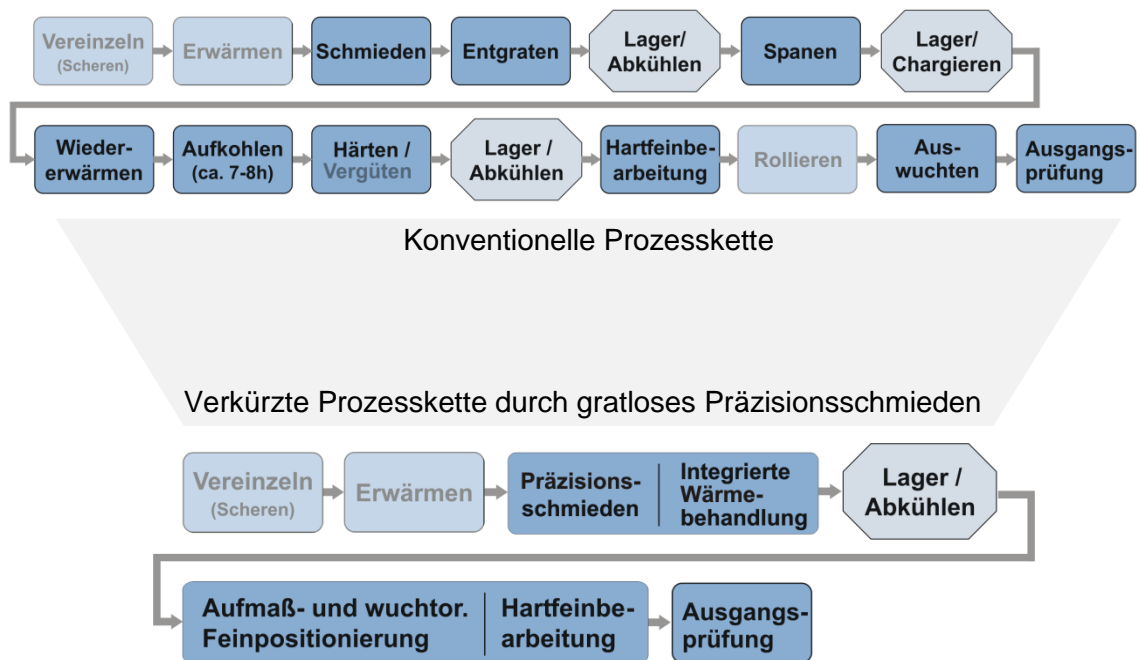 Vereinzeln
(Scheren)
Erwärmen
Schmieden
Entgraten
Lager/
Abkühlen
Spanen
Lager/
Chargieren
Wieder-
erwärmen
Aufkohlen
(ca. 7-8h)
Härten /
Vergüten
Lager /
Abkühlen
Hartfeinbe-
arbeitung
Rollieren
Aus-
wuchten
Ausgangs-
prüfung
Konventionelle Prozesskette
Verkürzte Prozesskette durch gratloses Präzisionsschmieden
Vereinzeln
(Scheren)
Erwärmen
Präzisions-
schmieden
Integrierte
Wärme-
behandlung
Lager /
Abkühlen
Aufmaß- und wuchtor.
Feinpositionierung
Hartfeinbe-
arbeitung
Ausgangs-
prüfung